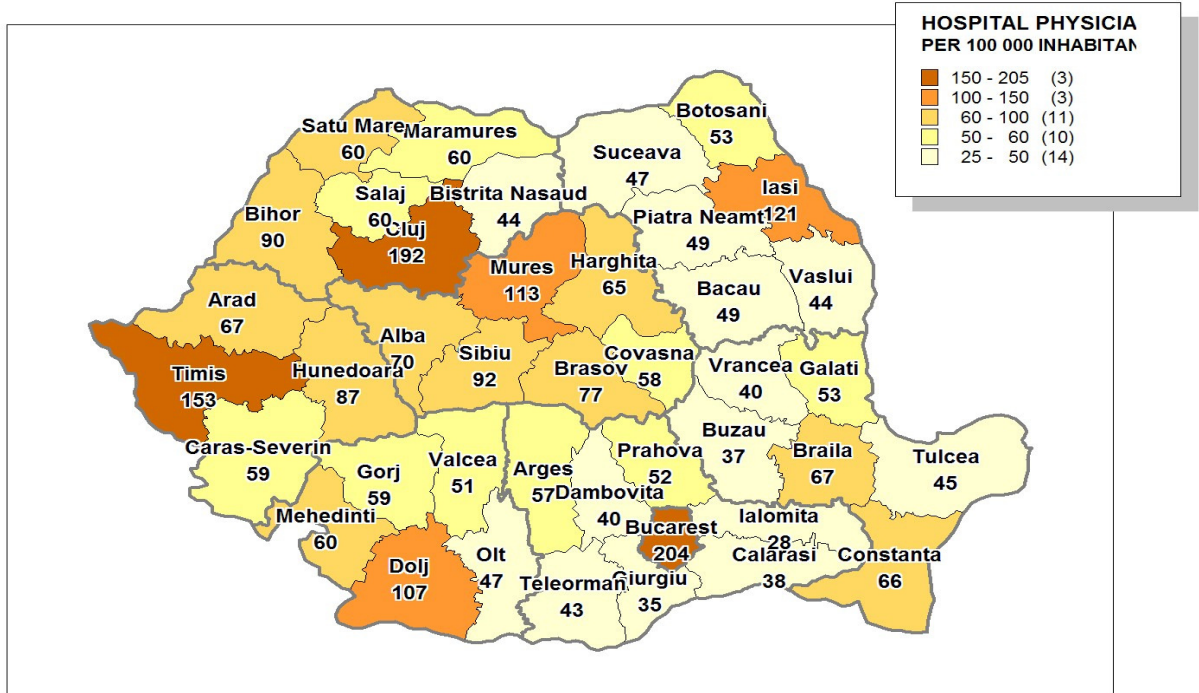 HOSPITAL PHYSICIA
PER 100 000 INHABITAN
150 - 205 (3)
100 - 150 (3)
60 - 100 (11)
50 - 60 (10)
25 - 50 (14)
Botosani
53
Satu Mare
60
Maramures
60
Suceava
47
Iasi
121
Salaj
60
Bistrita Nasaud
44
Bihor
90
Cluj
192
Piatra Neamt
49
Mures
113
Harghita
65
Vaslui
44
Bacau
49
Arad
67
Alba
70
Sibiu
92
Covasna
58
Brasov
77
Vrancea
40
Galati
53
Timis
153
Hunedoara
87
Buzau
37
Braila
67
Tulcea
45
Caras-Severin
59
Gorj
59
Valcea
51
Arges
57
Prahova
52
Dambovita
40
Mehedinti
60
Bucarest
204
Ialomita
28
Calarasi
38
Constanta
66
Dolj
107
Olt
47
Teleorman
43
Giurgiu
35